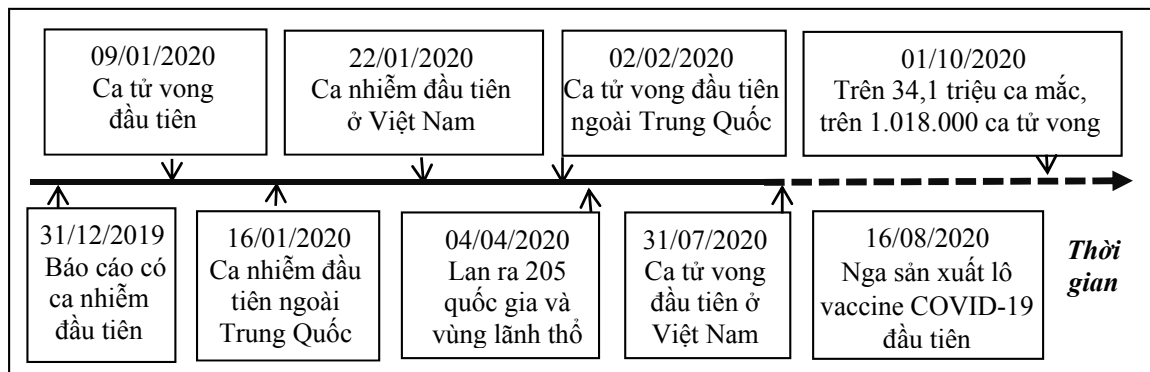 09/01/2020
Ca tử vong
đầu tiên
22/01/2020
Ca nhiễm đầu tiên
ở Việt Nam
02/02/2020
Ca tử vong đầu tiên
ngoài Trung Quốc
01/10/2020
Trên 34,1 triệu ca mắc,
trên 1.018.000 ca tử vong
31/12/2019
Báo cáo có
ca nhiễm
đầu tiên
16/01/2020
Ca nhiễm đầu
tiên ngoài
Trung Quốc
04/04/2020
Lan ra 205
quốc gia và
vùng lãnh thổ
31/07/2020
Ca tử vong
đầu tiên ở
Việt Nam
16/08/2020
Nga sản xuất lô
vaccine COVID-19
đầu tiên
Thời
gian